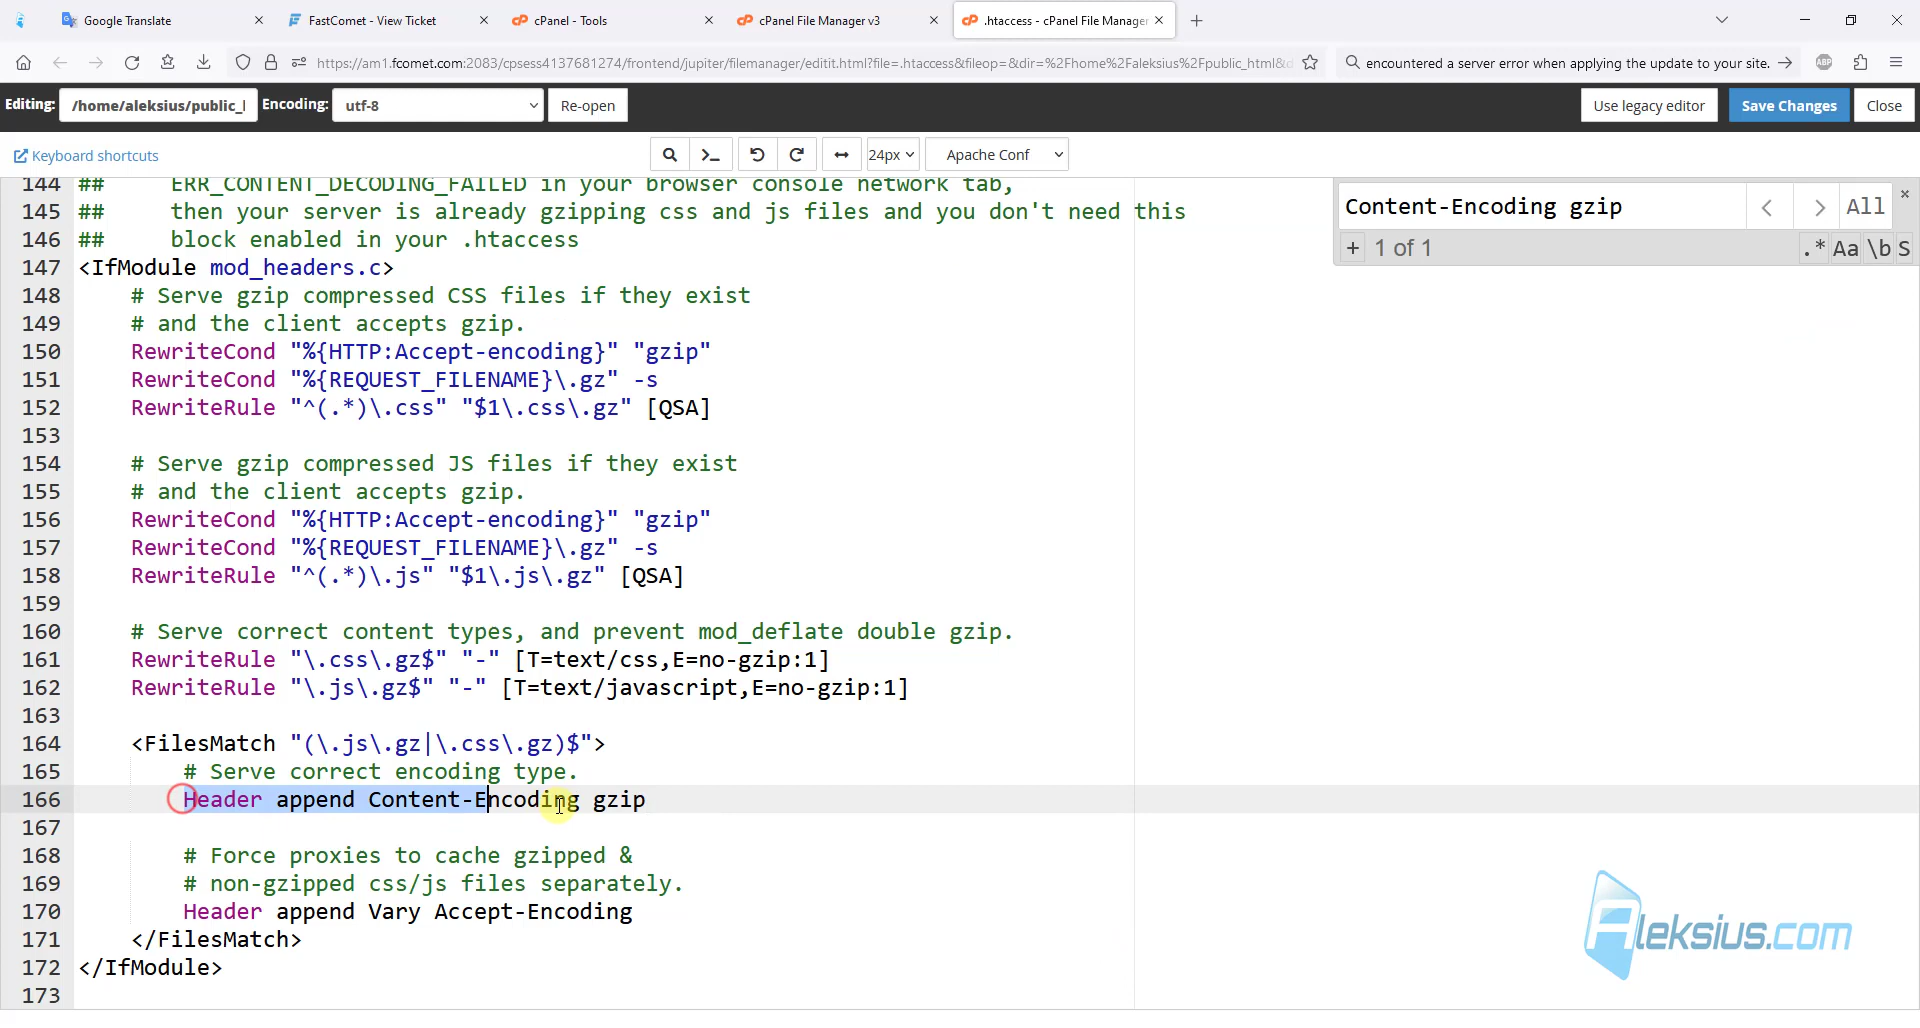 Google Translate
FastComet - View Ticket
cPanel - Tools
cPanel File Manager v3
.htaccess - cPanel File Manager
https://am1.fcomet.com:2083/cpsess4137681274/frontend/jupiter/filemanager/editit.html?file=.htaccess&fileop=&dir=%2Fhome%2Faleksius%2Fpublic_html&
encountered a server error when applying the update to your site.
ABP
Editing: /home/aleksius/public_ Encoding: utf-8 Re-open
Use legacy editor Save Changes Close
Keyboard shortcuts
24px Apache Conf
Content-Encoding gzip
All
+ 1 of 1 .* Aa \b S
144 ## ERR_CONTENT_DECODING_FAILED in your browser console network tab,
145 ## then your server is already gzipping css and js files and you don't need this
146 ## block enabled in your .htaccess
147 <IfModule mod_headers.c>
148 # Serve gzip compressed CSS files if they exist
149 # and the client accepts gzip.
150 RewriteCond "%{HTTP:Accept-encoding}" "gzip"
151 RewriteCond "%{REQUEST_FILENAME}\.gz" -s
152 RewriteRule "^(.*)\.css" "$1\.css\.gz" [QSA]
153
154 # Serve gzip compressed JS files if they exist
155 # and the client accepts gzip.
156 RewriteCond "%{HTTP:Accept-encoding}" "gzip"
157 RewriteCond "%{REQUEST_FILENAME}\.gz" -s
158 RewriteRule "^(.*)\.js" "$1\.js\.gz" [QSA]
159
160 # Serve correct content types, and prevent mod_deflate double gzip.
161 RewriteRule "\.css\.gz$" "-" [T=text/css,E=no-gzip:1]
162 RewriteRule "\.js\.gz$" "-" [T=text/javascript,E=no-gzip:1]
163
164 <FilesMatch "(\.js\.gz|\.css\.gz)$">
165 # Serve correct encoding type.
166 Header append Content-Encoding gzip
167
168 # Force proxies to cache gzipped &
169 # non-gzipped css/js files separately.
170 Header append Vary Accept-Encoding
171 </FilesMatch>
172 </IfModule>
173
Aleksius.com